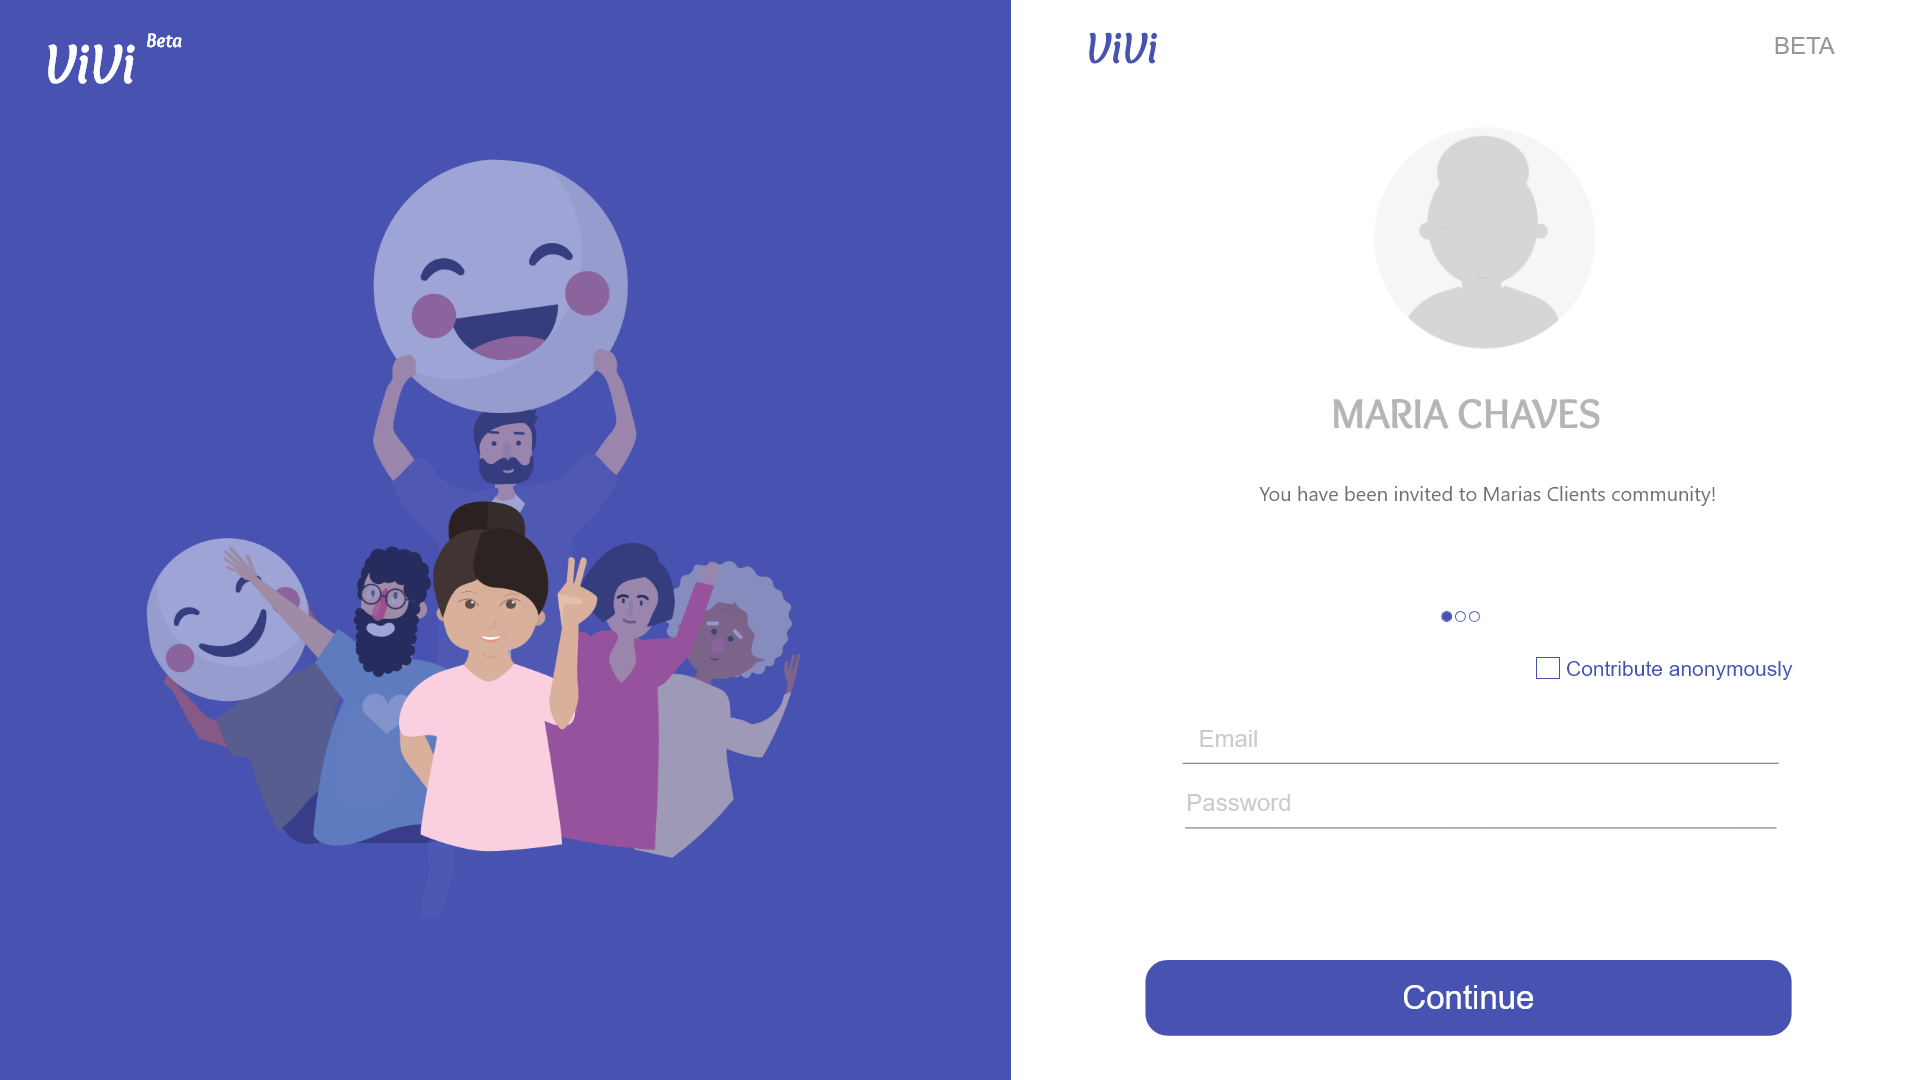 ViVi Beta
ViVi
BETA
MARIA CHAVES
You have been invited to Marias Clients community!
Contribute anonymously
Email
Password
Continue